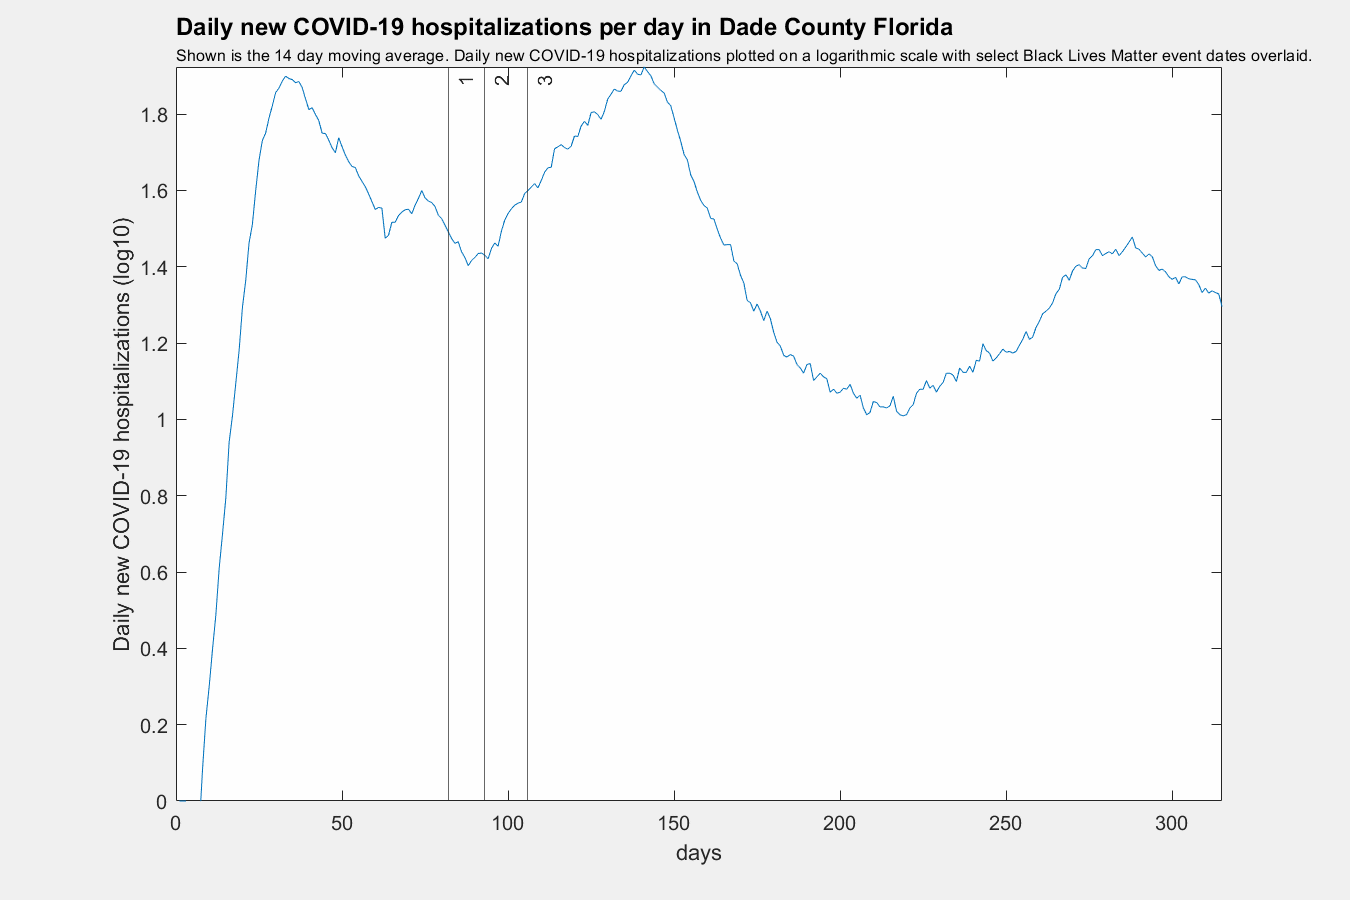 Daily new COVID-19 hospitalizations per day in Dade County Florida
Shown is the 14 day moving average. Daily new COVID-19 hospitalizations plotted on a logarithmic scale with select Black Lives Matter event dates overlaid.
1
2
3
1.8
1.6
1.4
1.2
1
0.8
0.6
0.4
0.2
0
Daily new COVID-19 hospitalizations (log10)
0 50 100 150 200 250 300
days